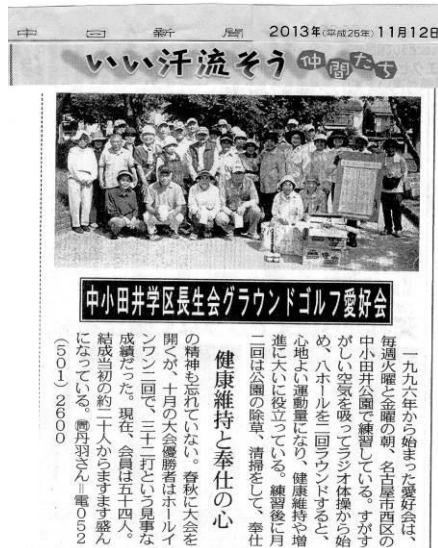 中日新聞 2013年(平成25年)11月12日
いい汗流そう 仲間たち
中小田井学区長生会グラウンドゴルフ愛好会
健康維持と奉仕の心
一九九六年から始まった愛好会は、
毎週火曜と金曜の朝、名古屋市西区の
中小田井公園で練習している。すがす
がしい空気を吸ってラジオ体操から始
め、八ホールを二回ラウンドすると、
心地よい運動量になり、健康維持や増
進に大いに役立っている。練習後に月
二回は公園の除草、清掃をして、奉仕
の精神も忘れていない。春秋に大会を
開くが、十月の大会優勝者はホールイ
ンワン二回で、三十二打という見事な
成績だった。現在、会員は五十四人。
結成当初の約二十人からますます盛ん
になっている。㉄丹羽さん=電052
(501)2600